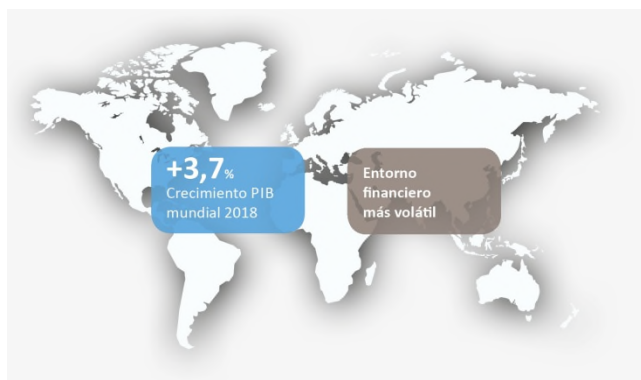 +3,7%
Crecimiento PIB
mundial 2018
Entorno
financiero
más volátil